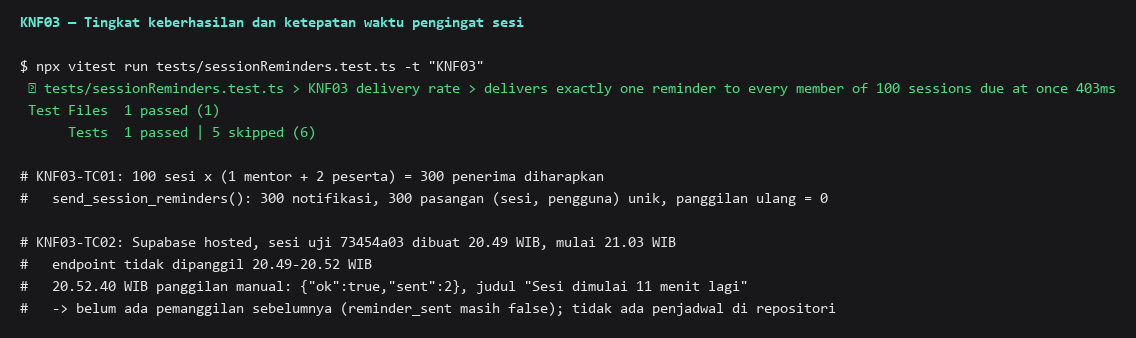 KNF03 — Tingkat keberhasilan dan ketepatan waktu pengingat sesi
$ npx vitest run tests/sessionReminders.test.ts -t "KNF03"
tests/sessionReminders.test.ts > KNF03 delivery rate > delivers exactly one reminder to every member of 100 sessions due at once 403ms
Test Files  1 passed (1)
Tests  1 passed | 5 skipped (6)
# KNF03-TC01: 100 sesi x (1 mentor + 2 peserta) = 300 penerima diharapkan
#   send_session_reminders(): 300 notifikasi, 300 pasangan (sesi, pengguna) unik, panggilan ulang = 0
# KNF03-TC02: Supabase hosted, sesi uji 73454a03 dibuat 20.49 WIB, mulai 21.03 WIB
#   endpoint tidak dipanggil 20.49-20.52 WIB
#   20.52.40 WIB panggilan manual: {"ok":true,"sent":2}, judul "Sesi dimulai 11 menit lagi"
#   -> belum ada pemanggilan sebelumnya (reminder_sent masih false); tidak ada penjadwal di repositori